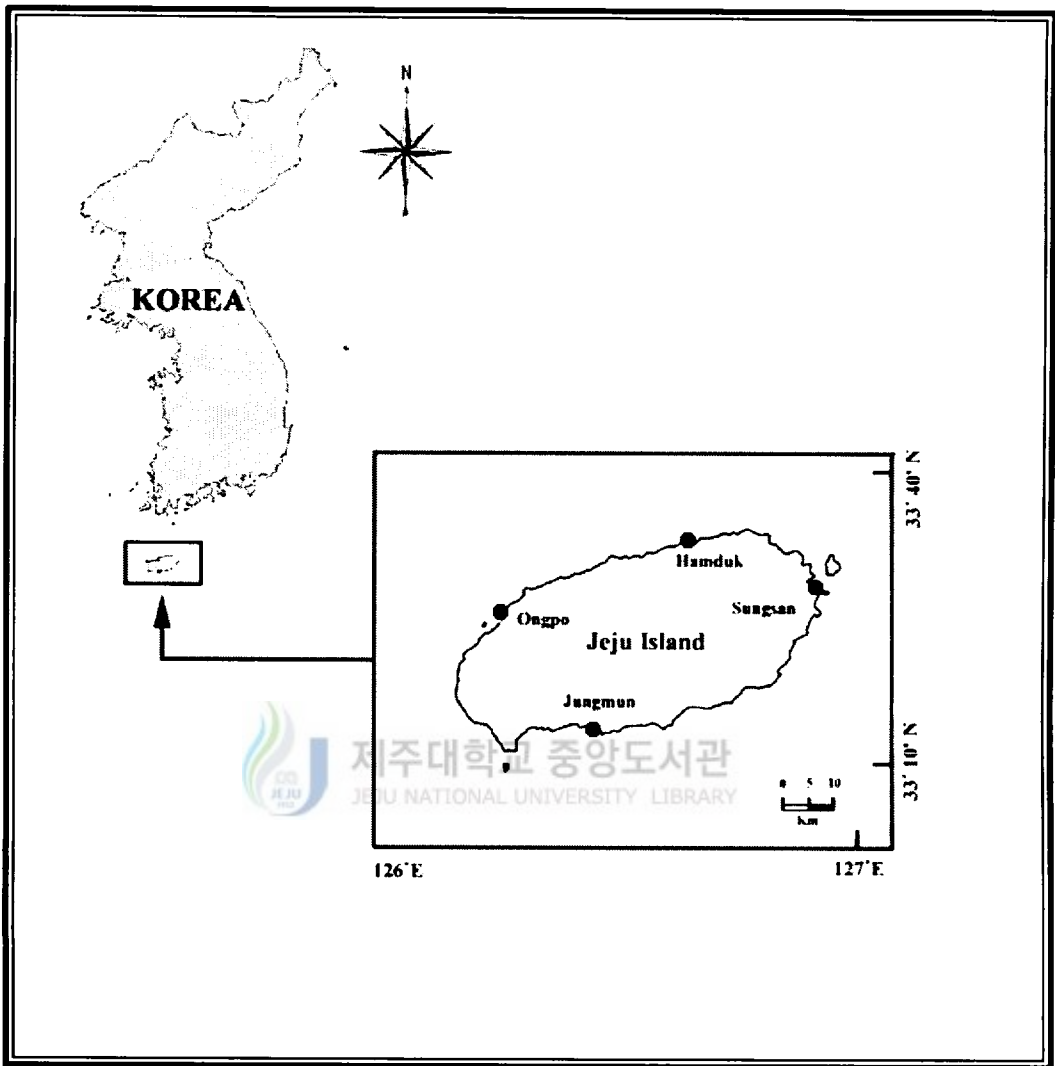 N
KOREA
33° 40' N
Hamduk
Sungsan
Ongpo
Jeju Island
Jungmun
제주대학교 중앙도서관
JEJU NATIONAL UNIVERSITY LIBRARY
JEJU
0 5 10
Km
33° 10' N
126°E
127°E